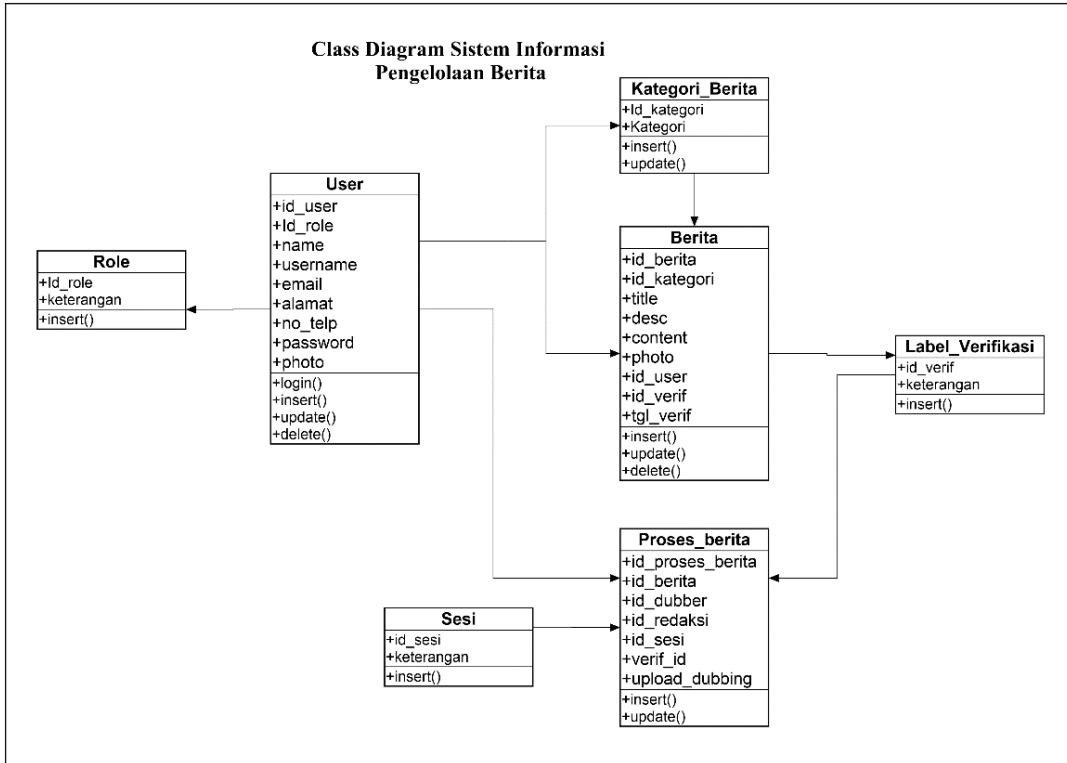 Class Diagram Sistem Informasi
Pengelolaan Berita
Kategori_Berita
+Id_kategori
+Kategori
+insert()
+update()
User
+id_user
+Id_role
+name
+username
+email
+alamat
+no_telp
+password
+photo
+login()
+insert()
+update()
+delete()
Role
+Id_role
+keterangan
+insert()
Berita
+id_berita
+id_kategori
+title
+desc
+content
+photo
+id_user
+id_verif
+tgl_verif
+insert()
+update()
+delete()
Label_Verifikasi
+id_verif
+keterangan
+insert()
Proses_berita
+id_proses_berita
+id_berita
+id_dubber
+id_redaksi
+id_sesi
+verif_id
+upload_dubbing
+insert()
+update()
Sesi
+id_sesi
+keterangan
+insert()